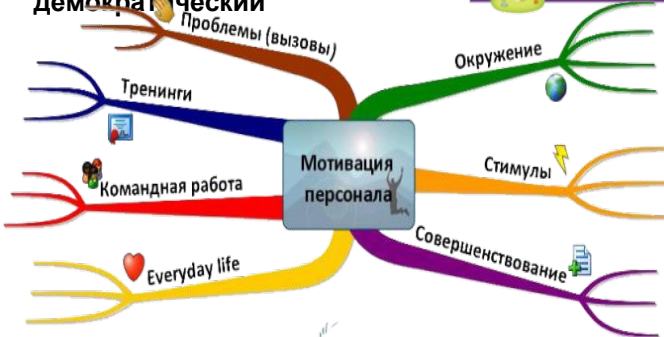 демократический
Проблемы (вызовы)
Окружение
Тренинги
Мотивация
персонала
Стимулы
Командная работа
Совершенствование
Everyday life